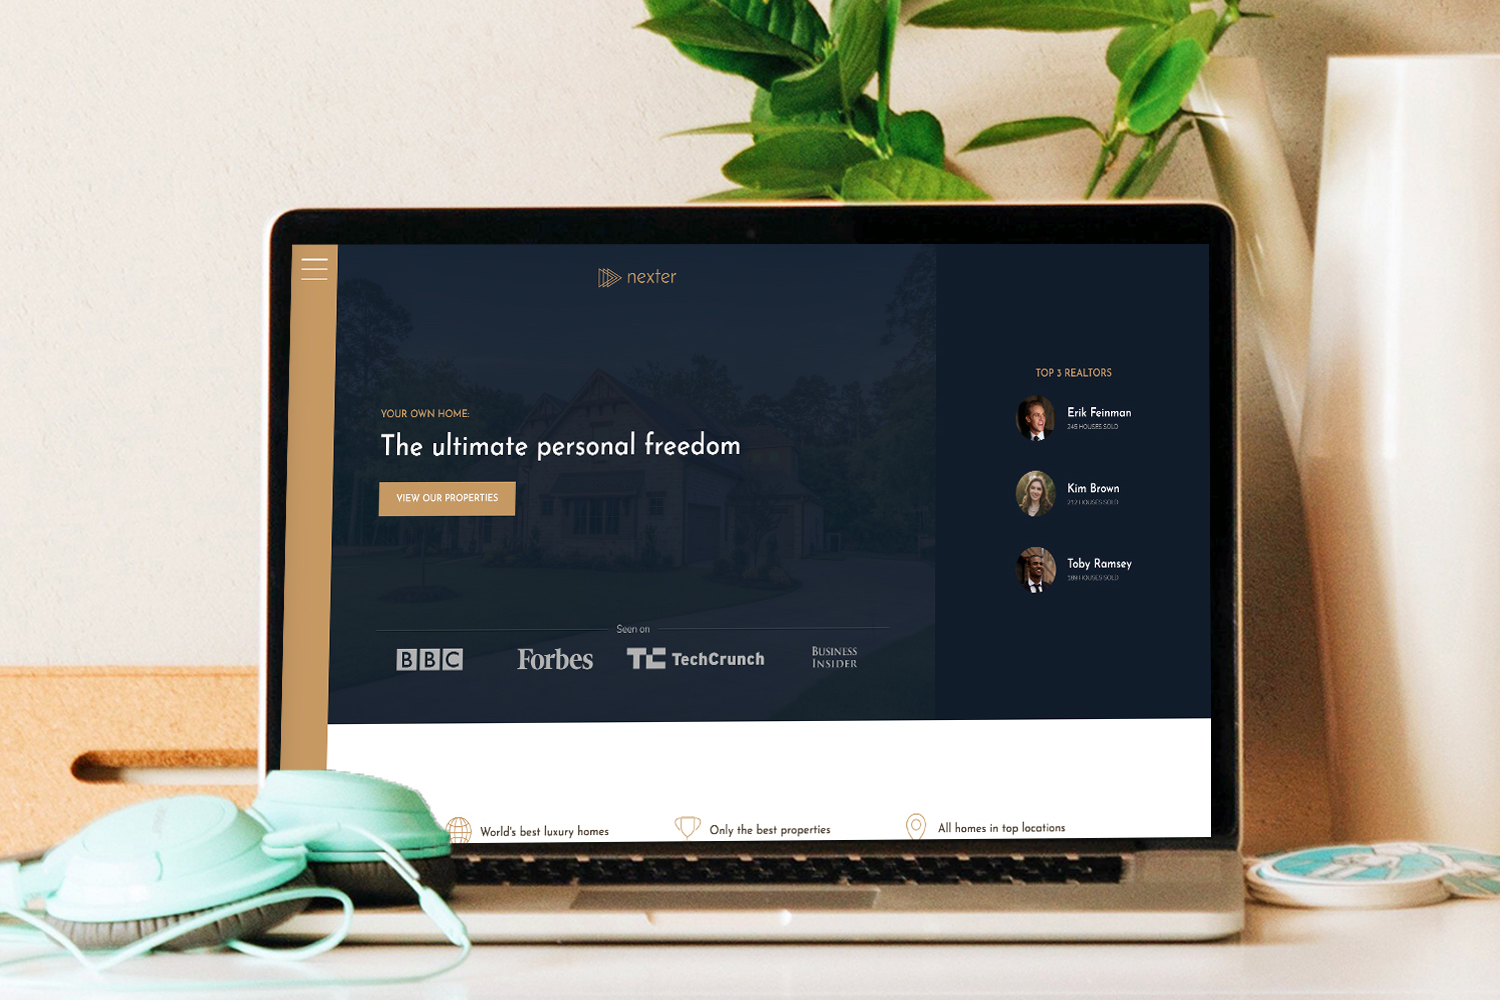 nexter
YOUR OWN HOME:
The ultimate personal freedom
VIEW OUR PROPERTIES
Seen on
BBC
Forbes
TC TechCrunch
BUSINESS
INSIDER
TOP 3 REALTORS
Erik Feinman
245 HOUSES SOLD
Kim Brown
212 HOUSES SOLD
Toby Ramsey
HOUSES SOLD
World's best luxury homes
Only the best properties
All homes in top locations